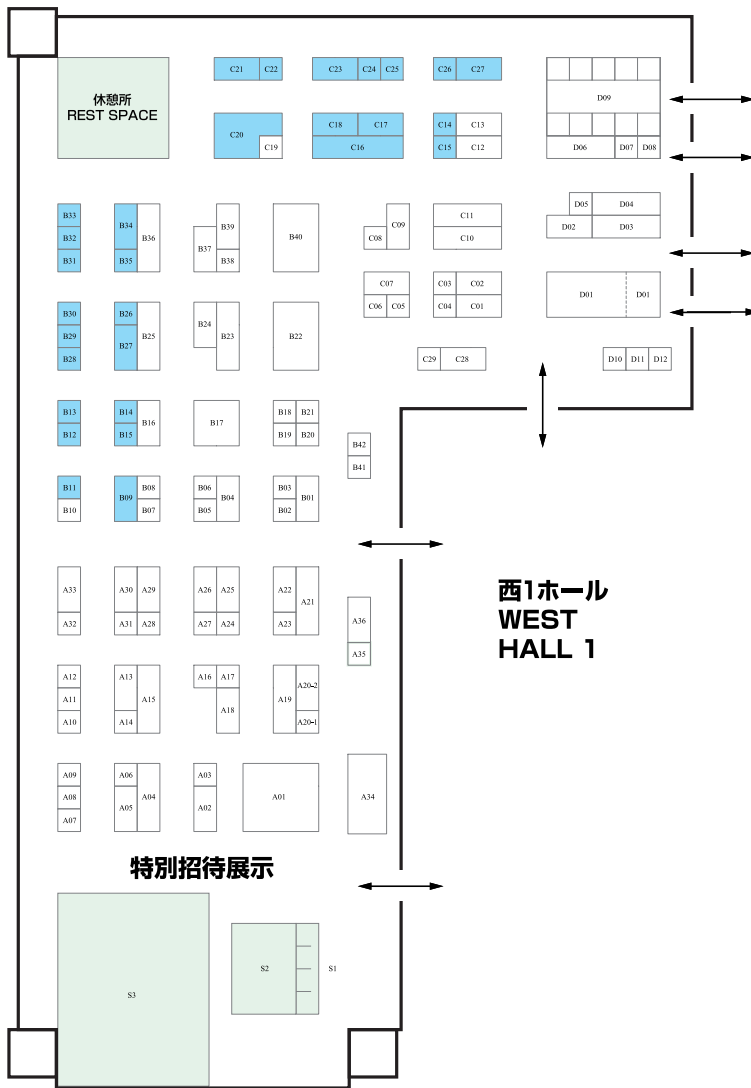 C21 C22 C23 C24 C25 C26 C27
休憩所
REST SPACE
D09
C20 C19 C18 C17 C16 C14 C13 C15 C12
D06 D07 D08
B33 B32 B31 B34 B35 B36 B37 B39 B38 B40
C09 C08 C11 C10
D05 D04 D02 D03
C07 C06 C05 C03 C02 C04 C01
D01 D01
B30 B29 B28 B26 B27 B25 B24 B23 B22
C29 C28
D10 D11 D12
B13 B12 B14 B15 B16 B17 B18 B21 B19 B20
B42
B41
B11 B10 B09 B08 B07 B06 B05 B04 B03 B02 B01
西1ホール
WEST
HALL 1
A33 A32 A30 A29 A31 A28 A26 A25 A27 A24 A22 A21 A23
A36
A35
A12 A11 A10 A13 A14 A15 A16 A17 A18 A19 A20-2 A20-1
A09 A08 A07 A06 A05 A04 A03 A02 A01 A34
特別招待展示
S3 S2 S1